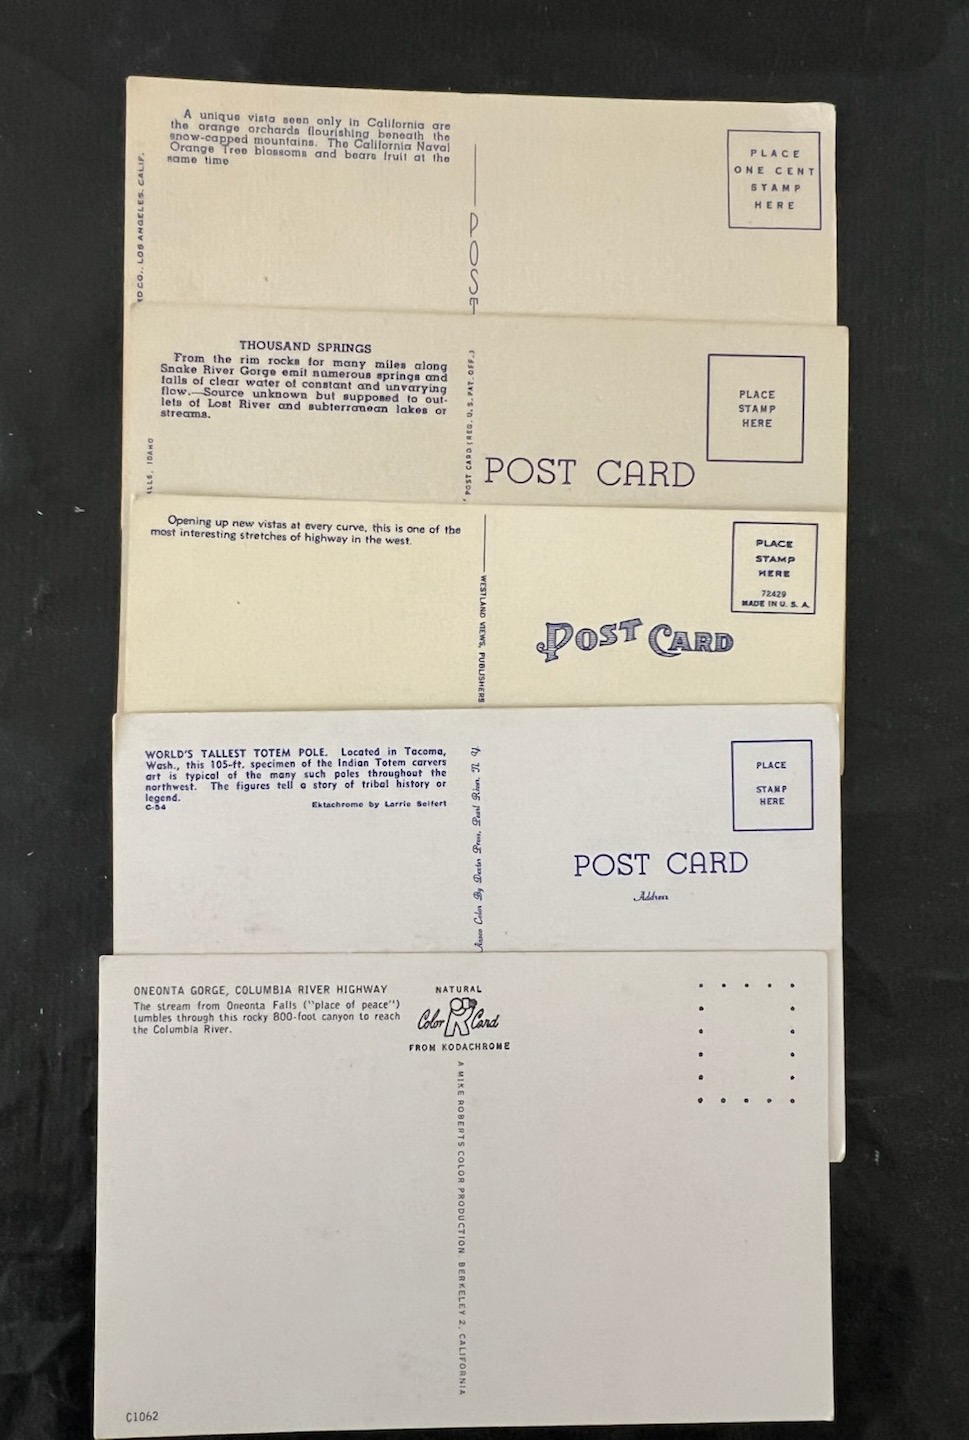 A unique vista seen only in California are
the orange orchards flourishing beneath the
snow-capped mountains. The California Naval
Orange Tree blossoms and bears fruit at the
same time
CO., LOS ANGELES, CALIF.
POST
PLACE
ONE CENT
STAMP
HERE
THOUSAND SPRINGS
From the rim rocks for many miles along
Snake River Gorge emit numerous springs and
falls of clear water of constant and unvarying
flow.—Source unknown but supposed to out-
lets of Lost River and subterranean lakes or
streams.
IDAHO
POST CARD (REG. U. S. PAT. OFF.)
POST CARD
PLACE
STAMP
HERE
Opening up new vistas at every curve, this is one of the
most interesting stretches of highway in the west.
WESTLAND VIEWS, PUBLISHERS
POST CARD
PLACE
STAMP
HERE
72429
MADE IN U. S. A.
WORLD'S TALLEST TOTEM POLE. Located in Tacoma,
Wash., this 105-ft. specimen of the Indian Totem carvers
art is typical of the many such poles throughout the
northwest. The figures tell a story of tribal history or
legend.
C-54
Ektachrome by Larrie Seifert
Color By Dexter Press, Pearl River, N. Y.
POST CARD
Address
PLACE
STAMP
HERE
ONEONTA GORGE, COLUMBIA RIVER HIGHWAY
The stream from Oneonta Falls ("place of peace")
tumbles through this rocky 800-foot canyon to reach
the Columbia River.
NATURAL
Color Card
FROM KODACHROME
A MIKE ROBERTS COLOR PRODUCTION. BERKELEY 2, CALIFORNIA
C1062